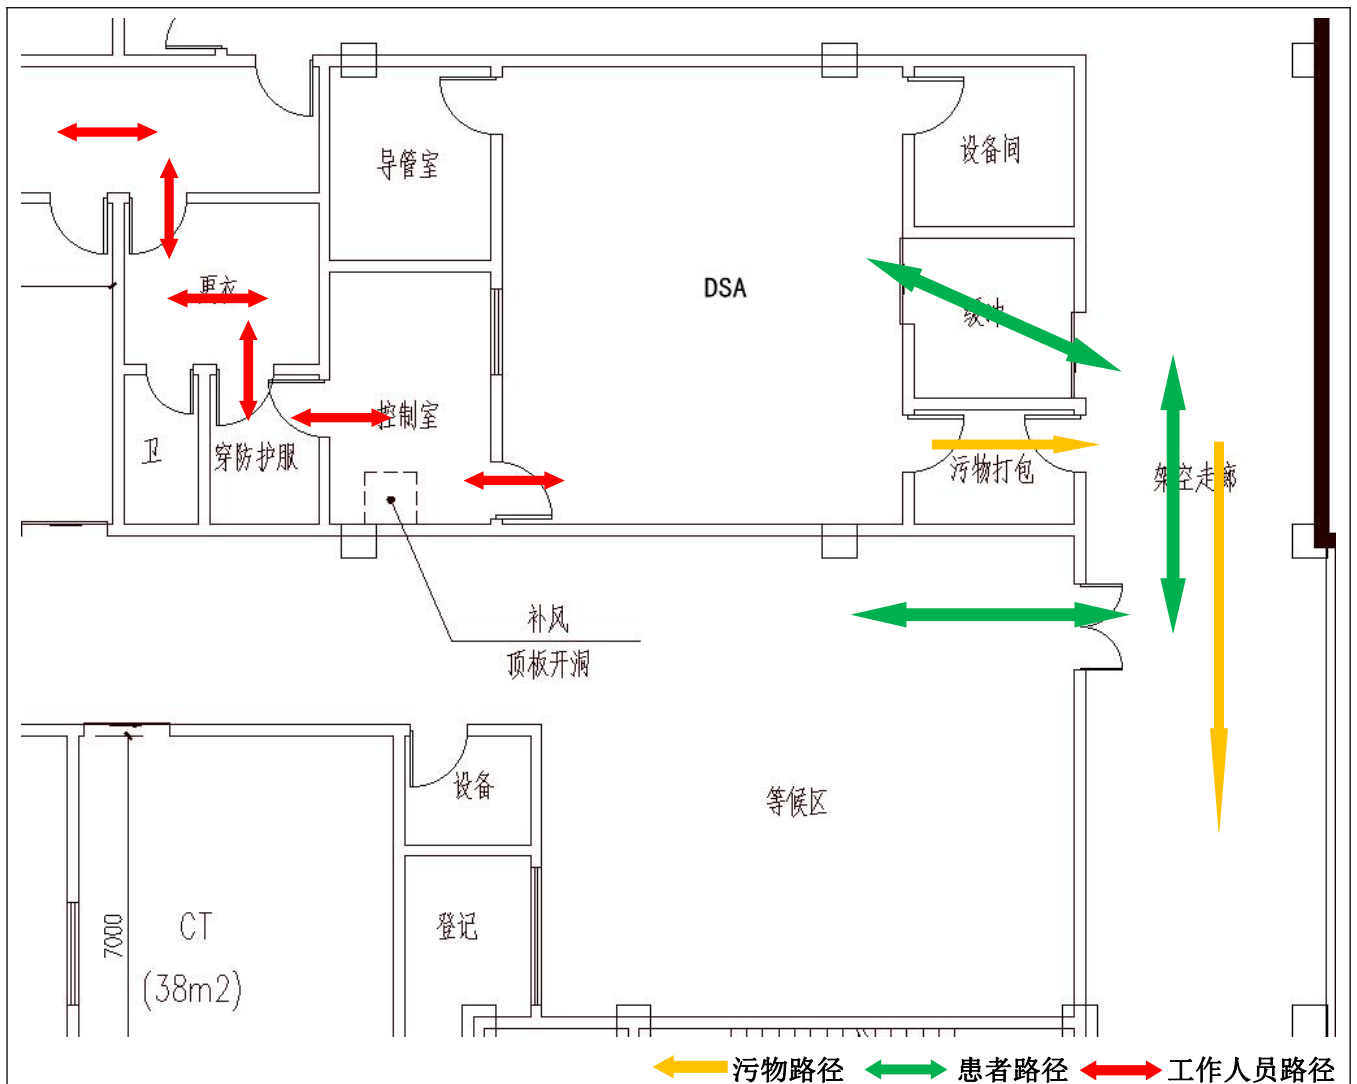 导管室
设备间
更衣
DSA
缓冲
控制室
卫
穿防护服
污物打包
架空走廊
补风
顶板开洞
设备
等候区
登记
CT
(38m2)
7000
污物路径
患者路径
工作人员路径